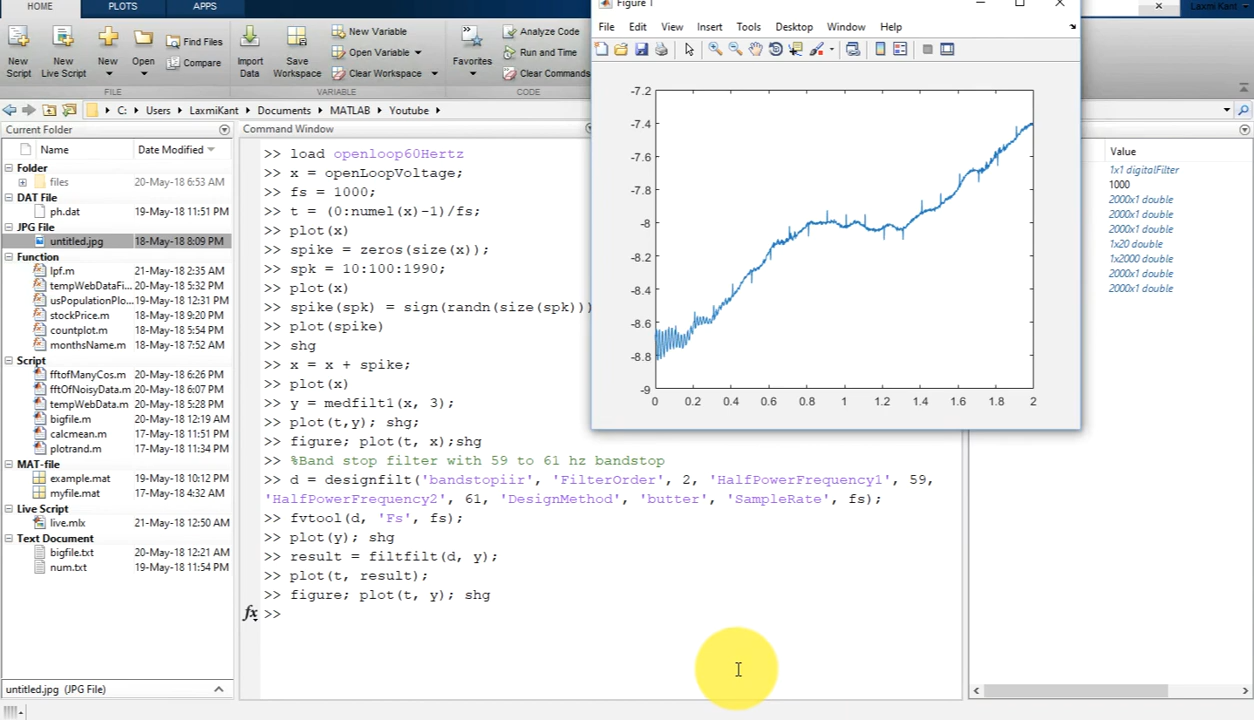 HOME PLOTS APPS
Laxmi Kant
New Script
New Live Script
New
Open
Find Files
Compare
Import Data
Save Workspace
New Variable
Open Variable
Clear Workspace
Favorites
Analyze Code
Run and Time
Clear Commands
FILE VARIABLE CODE
C: Users LaxmiKant Documents MATLAB Youtube
Current Folder
Name Date Modified
Folder
files 20-May-18 6:53 AM
DAT File
ph.dat 19-May-18 11:51 PM
JPG File
untitled.jpg 18-May-18 8:09 PM
Function
lpf.m 21-May-18 2:35 AM
tempWebDataFi... 20-May-18 5:32 PM
usPopulationPlo... 19-May-18 12:31 PM
stockPrice.m 18-May-18 9:20 PM
countplot.m 18-May-18 5:54 PM
monthsName.m 18-May-18 7:52 AM
Script
fftofManyCos.m 20-May-18 6:26 PM
fftOfNoisyData.m 20-May-18 6:07 PM
tempWebData.m 20-May-18 5:28 PM
bigfile.m 20-May-18 12:19 AM
calcmean.m 17-May-18 11:51 PM
plotrand.m 17-May-18 11:34 PM
MAT-file
example.mat 19-May-18 10:12 PM
myfile.mat 17-May-18 4:32 AM
Live Script
live.mlx 21-May-18 12:50 AM
Text Document
bigfile.txt 20-May-18 12:21 AM
num.txt 19-May-18 11:54 PM
untitled.jpg (JPG File)
Command Window
>> load openloop60Hertz
>> x = openLoopVoltage;
>> fs = 1000;
>> t = (0:numel(x)-1)/fs;
>> plot(x)
>> spike = zeros(size(x));
>> spk = 10:100:1990;
>> plot(x)
>> spike(spk) = sign(randn(size(spk)))
>> plot(spike)
>> shg
>> x = x + spike;
>> plot(x)
>> y = medfilt1(x, 3);
>> plot(t,y); shg;
>> figure; plot(t, x);shg
>> %Band stop filter with 59 to 61 hz bandstop
>> d = designfilt('bandstopiir', 'FilterOrder', 2, 'HalfPowerFrequency1', 59,
'HalfPowerFrequency2', 61, 'DesignMethod', 'butter', 'SampleRate', fs);
>> fvtool(d, 'Fs', fs);
>> plot(y); shg
>> result = filtfilt(d, y);
>> plot(t, result);
>> figure; plot(t, y); shg
fx >>
Figure 1
File Edit View Insert Tools Desktop Window Help
-7.2
-7.4
-7.6
-7.8
-8
-8.2
-8.4
-8.6
-8.8
-9
0 0.2 0.4 0.6 0.8 1 1.2 1.4 1.6 1.8 2
Value
1x1 digitalFilter
1000
2000x1 double
2000x1 double
2000x1 double
1x20 double
1x2000 double
2000x1 double
2000x1 double